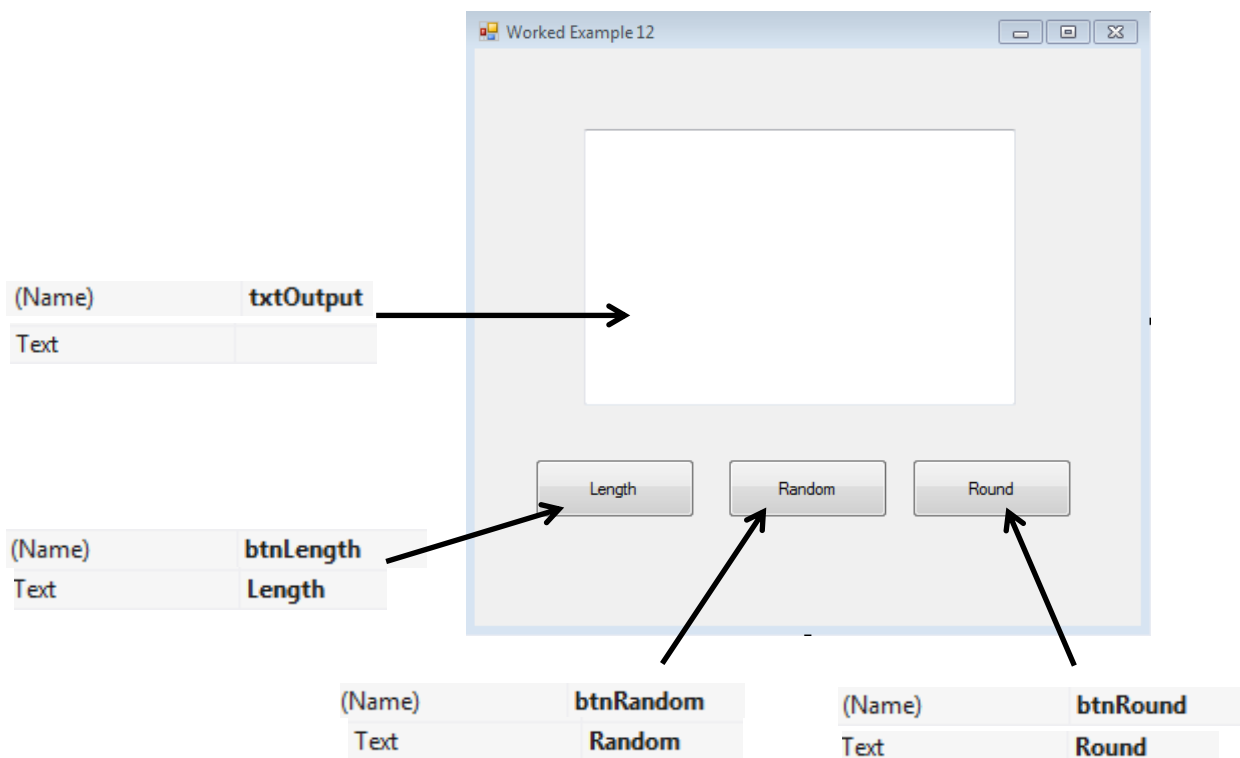 Worked Example 12
(Name) txtOutput
Text
Length Random Round
(Name) btnLength
Text Length
(Name) btnRandom
Text Random
(Name) btnRound
Text Round